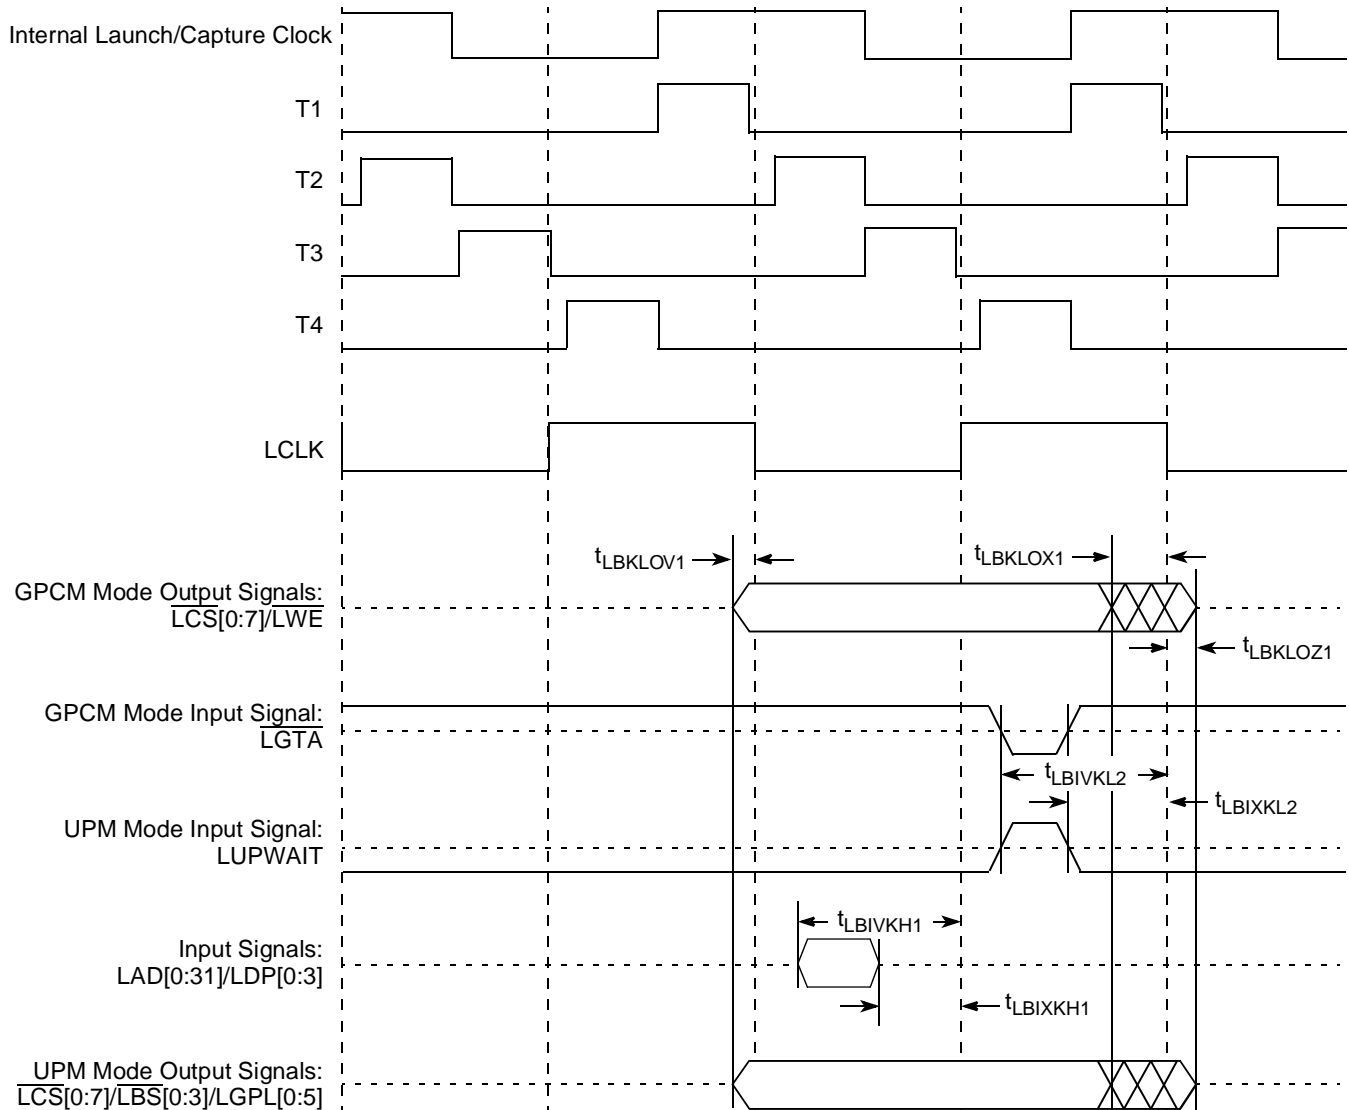 Internal Launch/Capture Clock
T1
T2
T3
T4
LCLK
tLBKLOV1
tLBKLOX1
GPCM Mode Output Signals:
LCS[0:7]/LWE
tLBKLOZ1
GPCM Mode Input Signal:
LGTA
tLBIVKL2
tLBIXKL2
UPM Mode Input Signal:
LUPWAIT
tLBIVKH1
Input Signals:
LAD[0:31]/LDP[0:3]
tLBIXKH1
UPM Mode Output Signals:
LCS[0:7]/LBS[0:3]/LGPL[0:5]